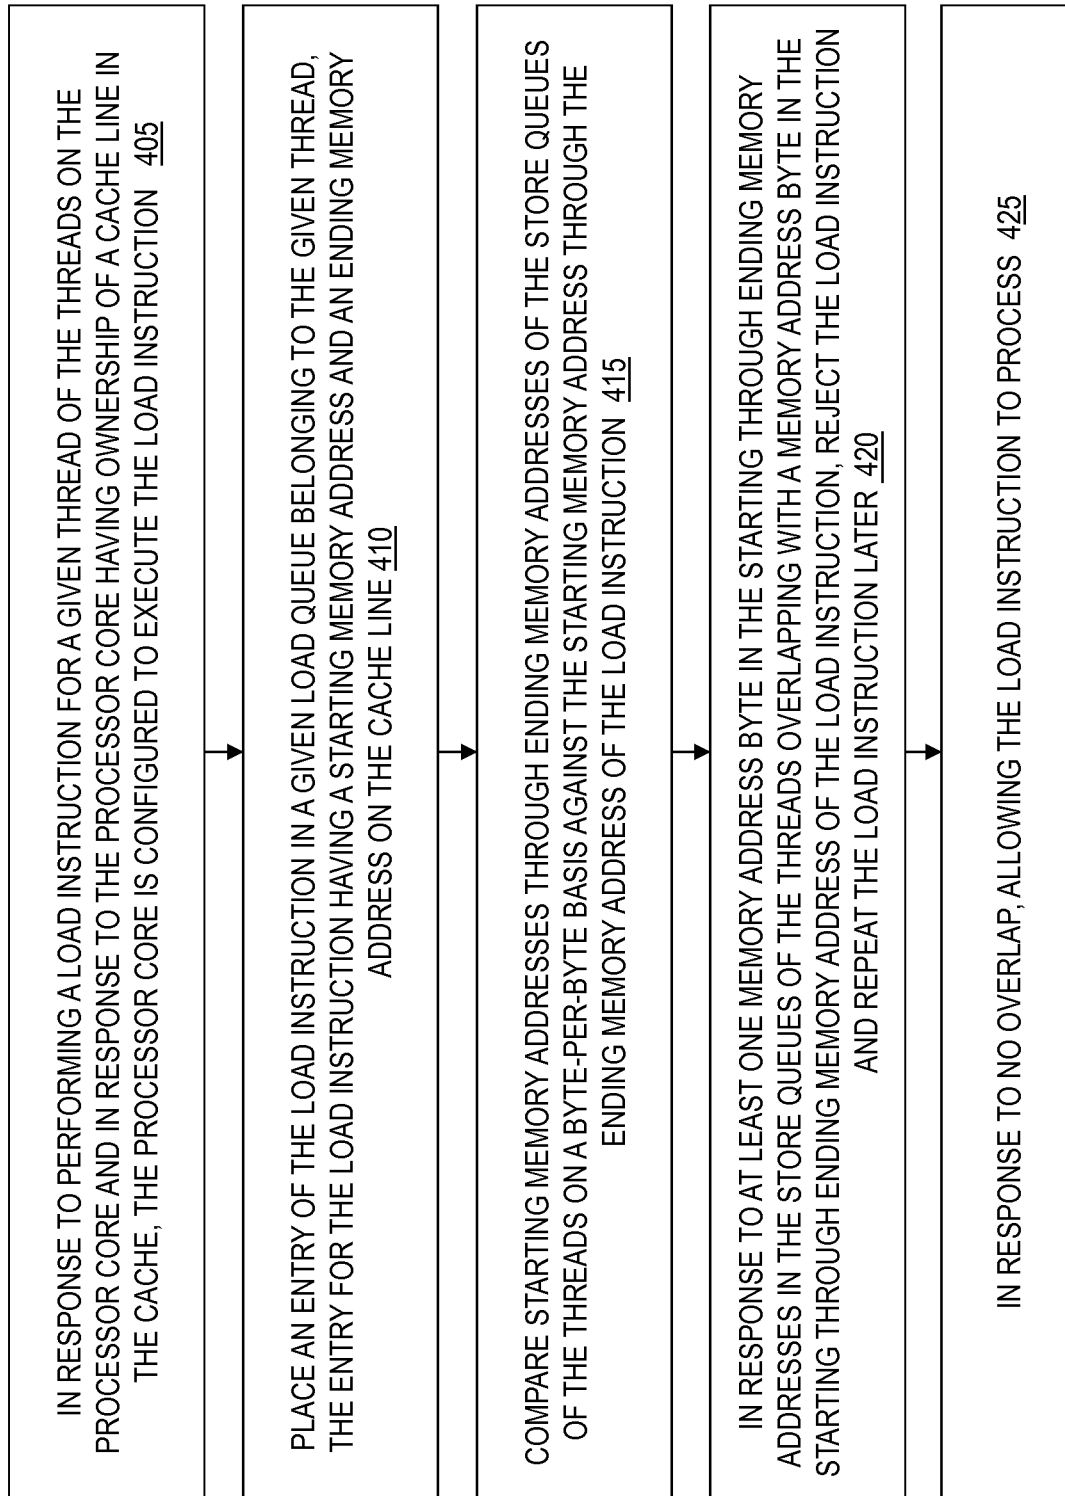 IN RESPONSE TO PERFORMING A LOAD INSTRUCTION FOR A GIVEN THREAD OF THE THREADS ON THE
PROCESSOR CORE AND IN RESPONSE TO THE PROCESSOR CORE HAVING OWNERSHIP OF A CACHE LINE IN
THE CACHE, THE PROCESSOR CORE IS CONFIGURED TO EXECUTE THE LOAD INSTRUCTION 405
PLACE AN ENTRY OF THE LOAD INSTRUCTION IN A GIVEN LOAD QUEUE BELONGING TO THE GIVEN THREAD,
THE ENTRY FOR THE LOAD INSTRUCTION HAVING A STARTING MEMORY ADDRESS AND AN ENDING MEMORY
ADDRESS ON THE CACHE LINE 410
COMPARE STARTING MEMORY ADDRESSES THROUGH ENDING MEMORY ADDRESSES OF THE STORE QUEUES
OF THE THREADS ON A BYTE-PER-BYTE BASIS AGAINST THE STARTING MEMORY ADDRESS THROUGH THE
ENDING MEMORY ADDRESS OF THE LOAD INSTRUCTION 415
IN RESPONSE TO AT LEAST ONE MEMORY ADDRESS BYTE IN THE STARTING THROUGH ENDING MEMORY
ADDRESSES IN THE STORE QUEUES OF THE THREADS OVERLAPPING WITH A MEMORY ADDRESS BYTE IN THE
STARTING THROUGH ENDING MEMORY ADDRESS OF THE LOAD INSTRUCTION, REJECT THE LOAD INSTRUCTION
AND REPEAT THE LOAD INSTRUCTION LATER 420
IN RESPONSE TO NO OVERLAP, ALLOWING THE LOAD INSTRUCTION TO PROCESS 425